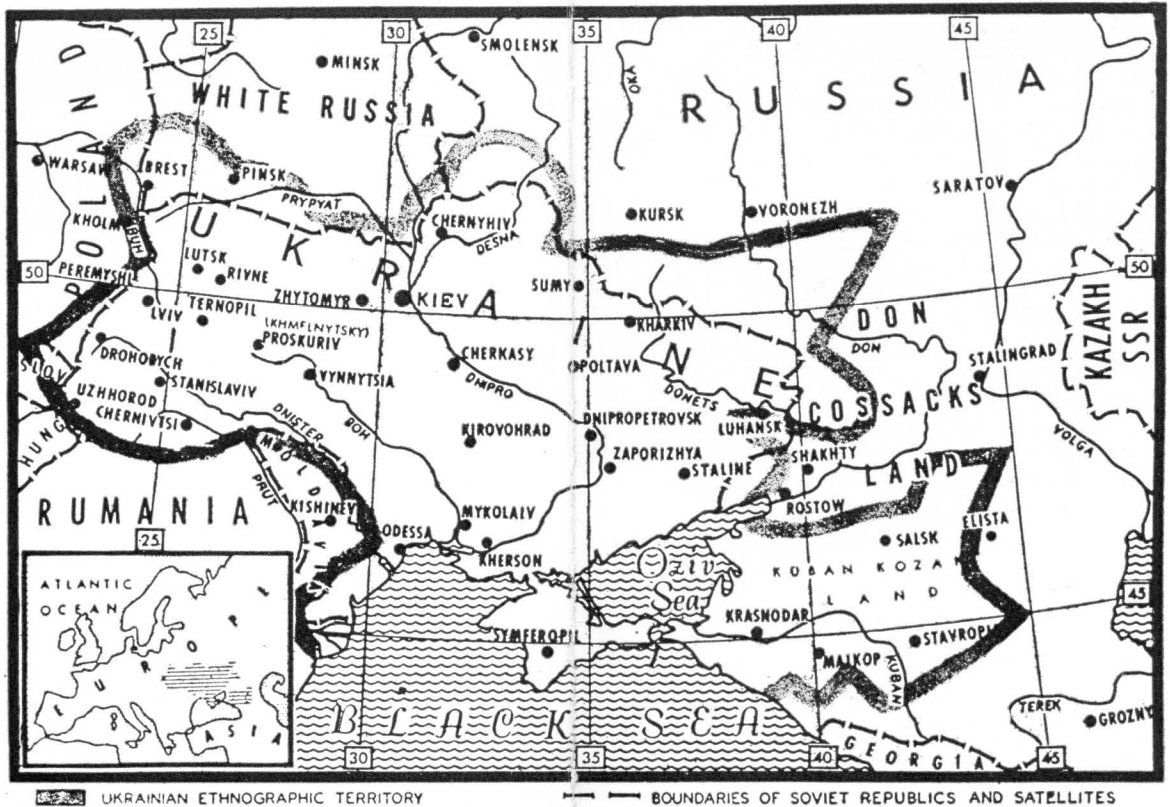 25
30
35
40
45
SMOLENSK
MINSK
OKA
POLAND
WHITE RUSSIA
RUSSIA
WARSAW
BREST
PINSK
PRYPYAT
SARATOV
KHOLM
BUH
CHERNYHIV
DESNA
KURSK
VORONEZH
UKRAINE
LUTSK
RIVNE
50
50
PEREMYSHL
ZHYTOMYR
KIEV
SUMY
LVIV
TERNOPIL
(KHMELNYTSKY)
PROSKURIV
KHARKIV
DON
DON
KAZAKH
SSR
DROHOBYCH
CHERKASY
POLTAVA
STALINGRAD
SLOV
STANISLAVIV
VYNNYTSIA
DNIPRO
DONETS
UZHHOROD
CHERNIVTSI
DNISTER
BOH
KIROVOHRAD
DNIPROPETROVSK
LUHANSK
COSSACKS
VOLGA
HUNG
MOLDAVIA
ZAPORIZHYA
STALINE
SHAKHTY
LAND
PRUT
RUMANIA
KISHINEV
ODESSA
MYKOLAIV
ROSTOW
ELISTA
25
KHERSON
SALSK
Oziv
Sea
KUBAN KOZAK
LAND
45
ATLANTIC
OCEAN
EUROPE
ASIA
SYMFEROPIL
KRASNODAR
STAVROPIL
MAJKOP
KUBAN
BLACK SEA
TEREK
GROZNY
GEORGIA
30
35
40
45
UKRAINIAN ETHNOGRAPHIC TERRITORY
BOUNDARIES OF SOVIET REPUBLICS AND SATELLITES